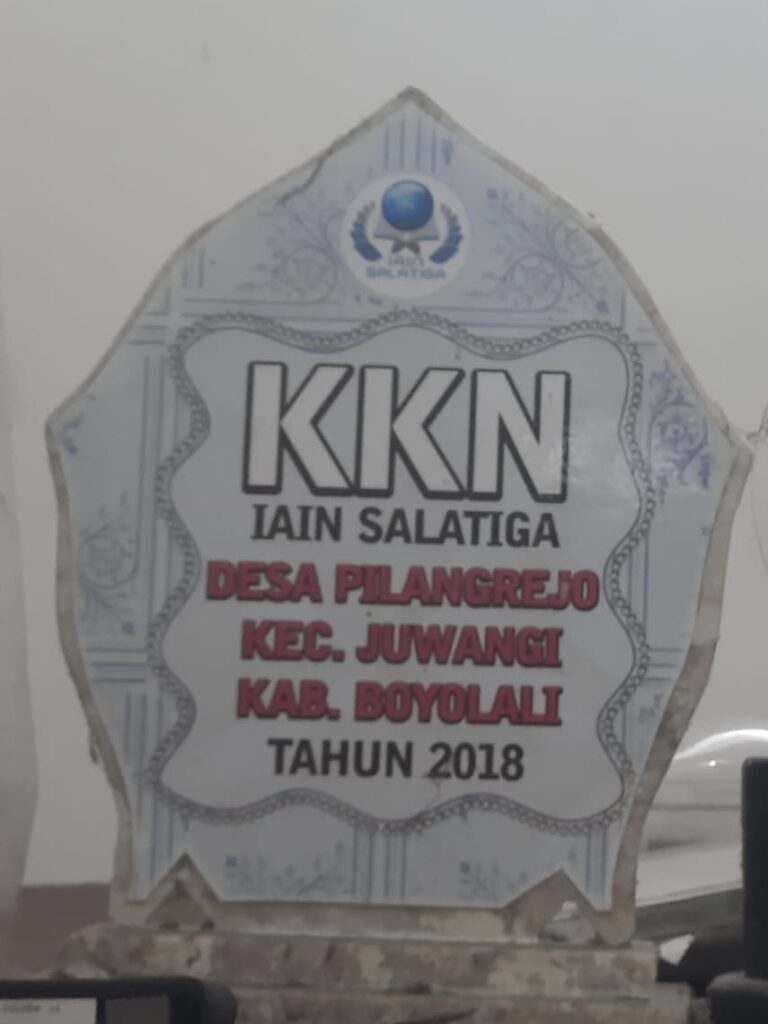 IAIN
SALATIGA
KKN
IAIN SALATIGA
DESA PILANGREJO
KEC. JUWANGI
KAB. BOYOLALI
TAHUN 2018